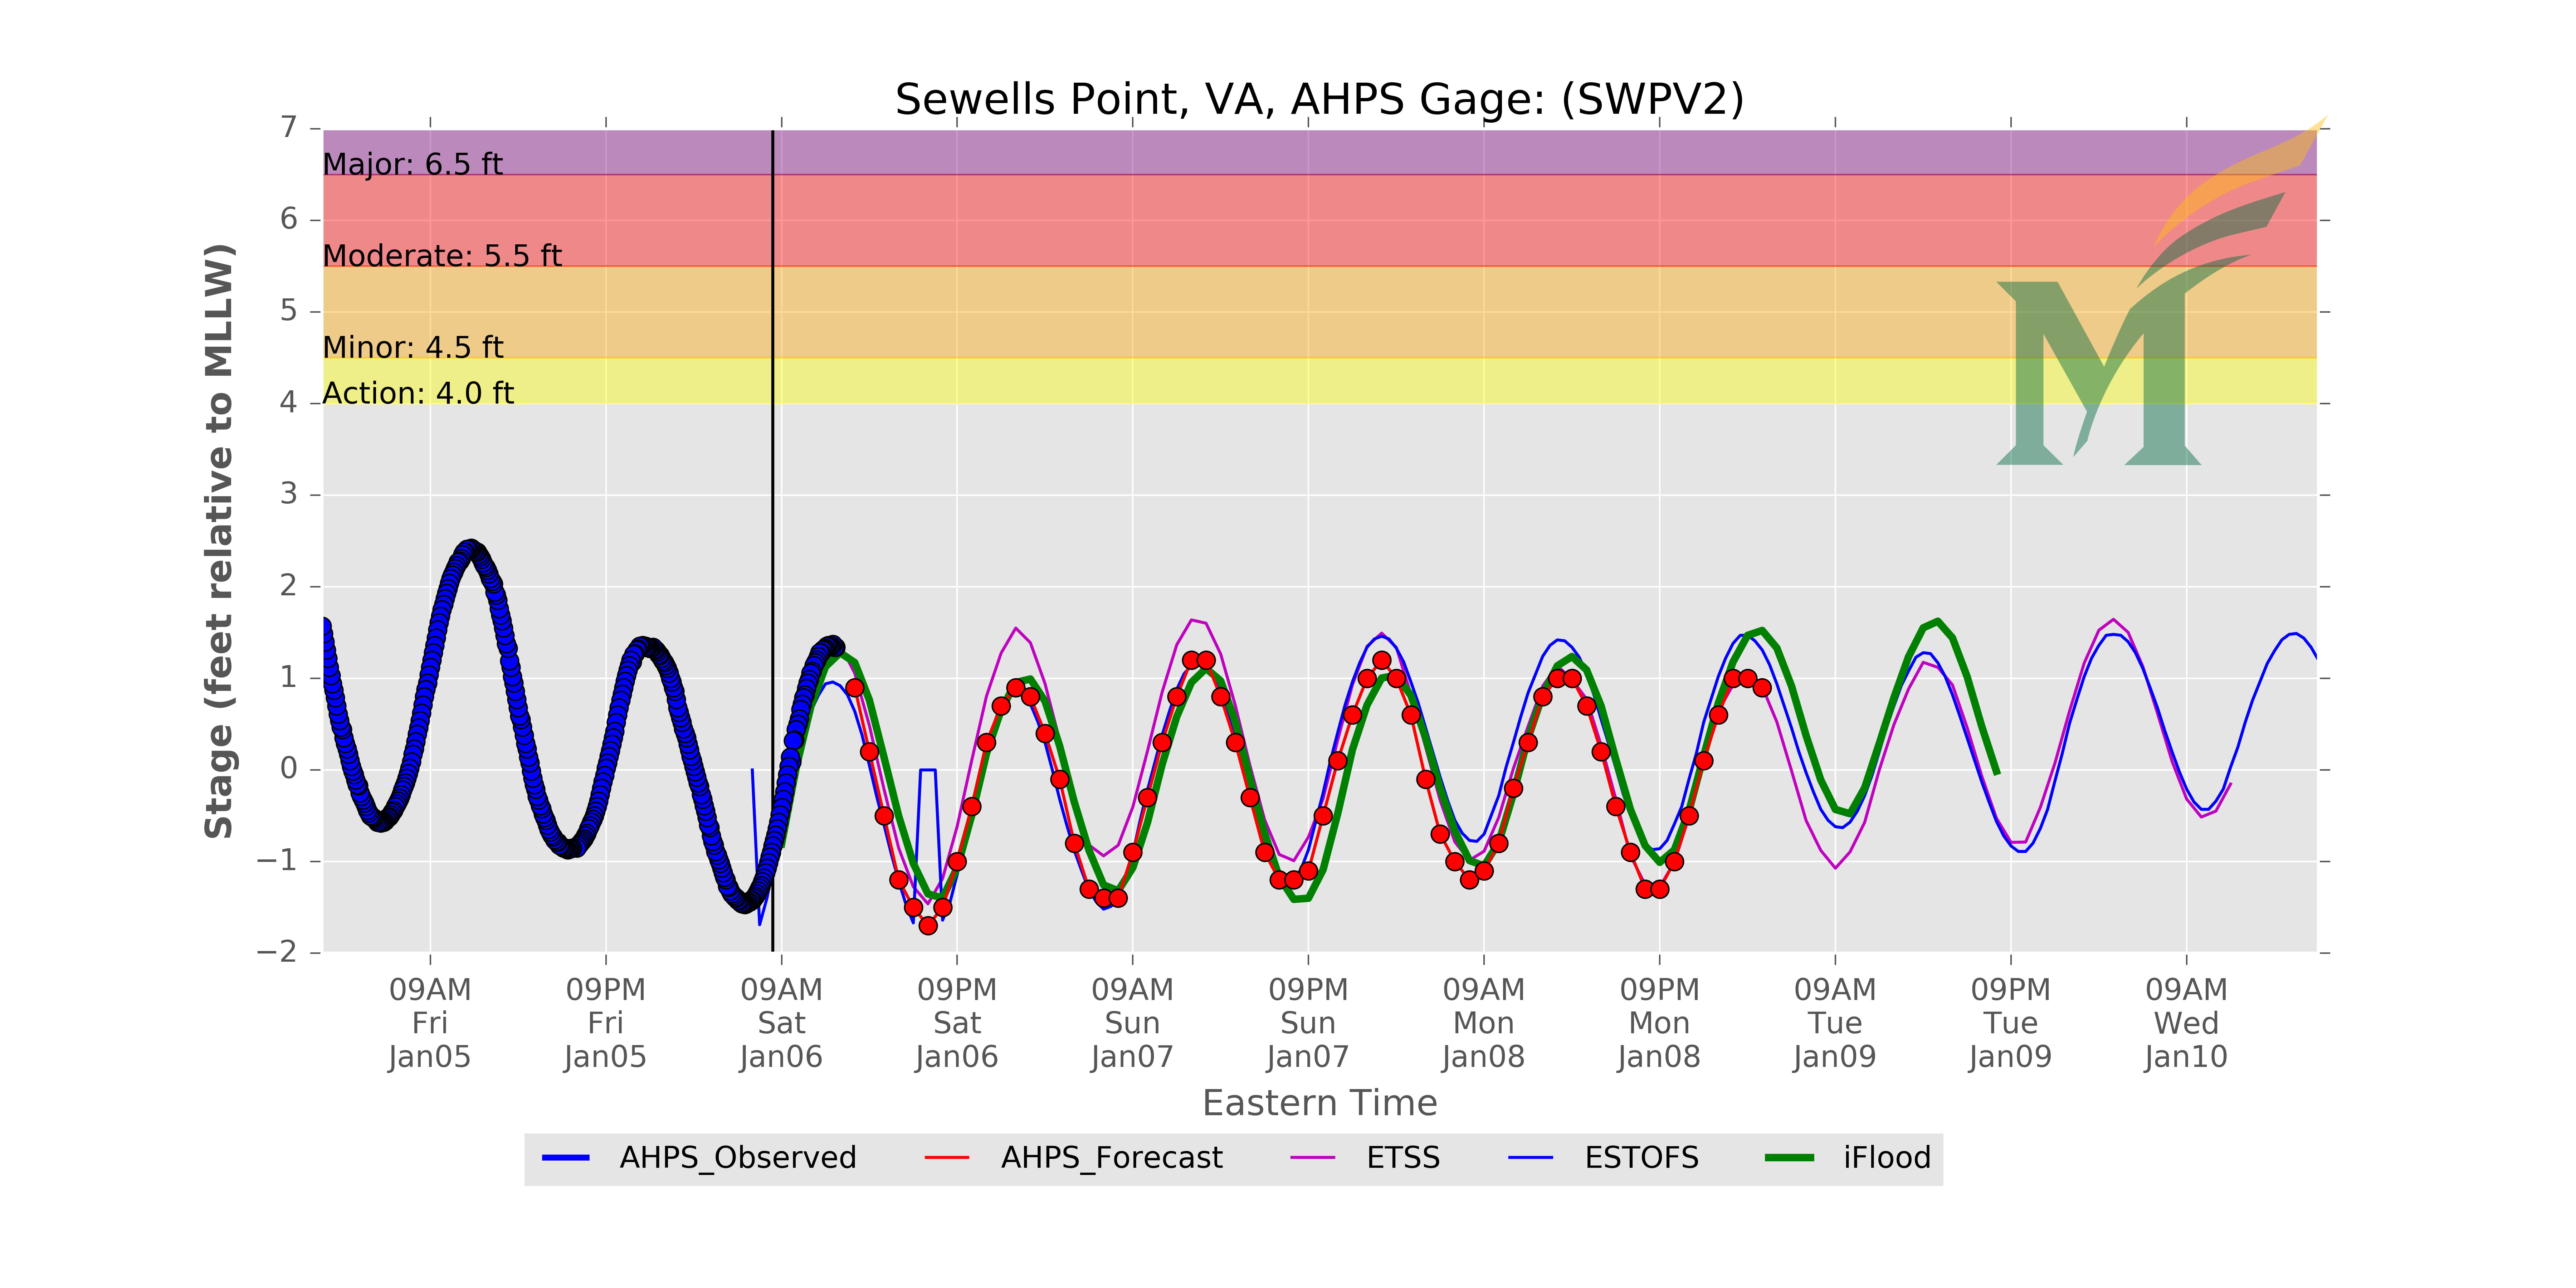 Sewells Point, VA, AHPS Gage: (SWPV2)
7
6
5
4
3
2
1
0
−1
−2
Stage (feet relative to MLLW)
Major: 6.5 ft
Moderate: 5.5 ft
Minor: 4.5 ft
Action: 4.0 ft
M
09AM
Fri
Jan05
09PM
Fri
Jan05
09AM
Sat
Jan06
09PM
Sat
Jan06
09AM
Sun
Jan07
09PM
Sun
Jan07
09AM
Mon
Jan08
09PM
Mon
Jan08
09AM
Tue
Jan09
09PM
Tue
Jan09
09AM
Wed
Jan10
Eastern Time
AHPS_Observed AHPS_Forecast ETSS ESTOFS iFlood